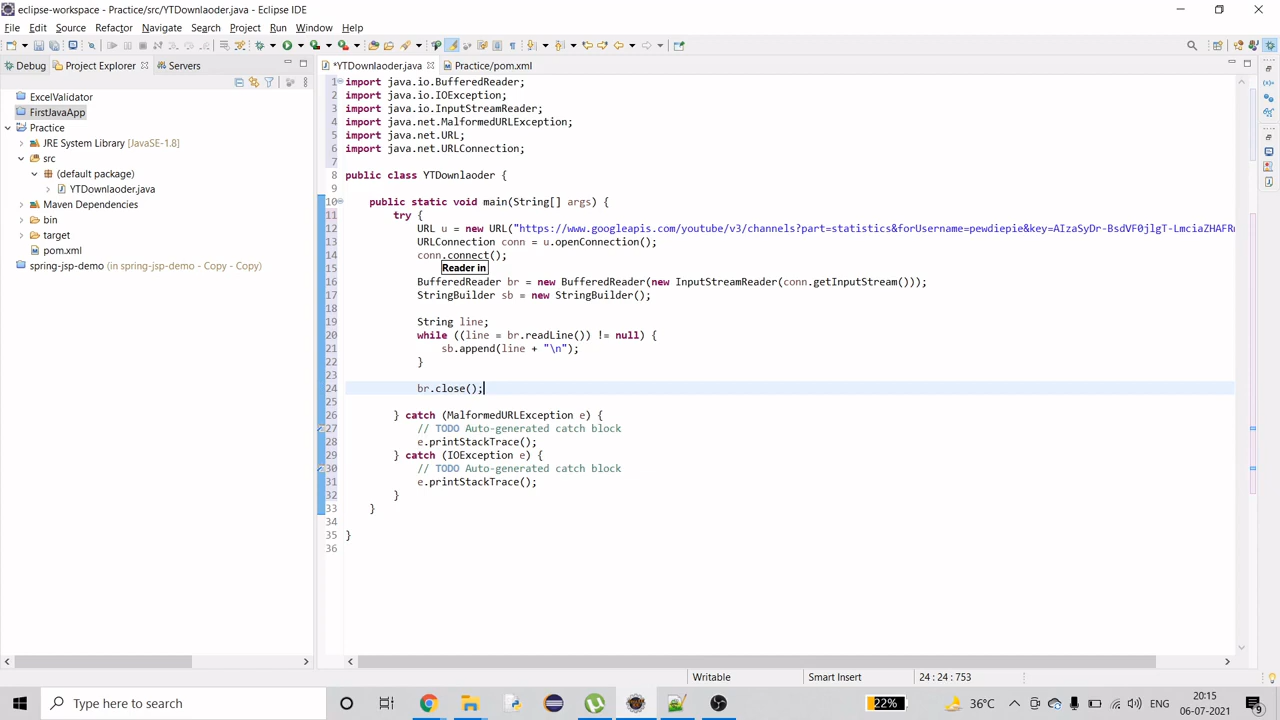 eclipse-workspace - Practice/src/YTDownlaoder.java - Eclipse IDE
File Edit Source Refactor Navigate Search Project Run Window Help
Debug Project Explorer Servers
*YTDownlaoder.java Practice/pom.xml
ExcelValidator
FirstJavaApp
Practice
JRE System Library [JavaSE-1.8]
src
(default package)
YTDownlaoder.java
Maven Dependencies
bin
target
pom.xml
spring-jsp-demo (in spring-jsp-demo - Copy - Copy)
1 import java.io.BufferedReader;
2 import java.io.IOException;
3 import java.io.InputStreamReader;
4 import java.net.MalformedURLException;
5 import java.net.URL;
6 import java.net.URLConnection;
7
8 public class YTDownlaoder {
9
10 public static void main(String[] args) {
11 try {
12 URL u = new URL("https://www.googleapis.com/youtube/v3/channels?part=statistics&forUsername=pewdiepie&key=
13 URLConnection conn = u.openConnection();
14 conn.connect();
15 Reader in
16 BufferedReader br = new BufferedReader(new InputStreamReader(conn.getInputStream()));
17 StringBuilder sb = new StringBuilder();
18
19 String line;
20 while ((line = br.readLine()) != null) {
21 sb.append(line + "\n");
22 }
23
24 br.close();
25
26 } catch (MalformedURLException e) {
27 // TODO Auto-generated catch block
28 e.printStackTrace();
29 } catch (IOException e) {
30 // TODO Auto-generated catch block
31 e.printStackTrace();
32 }
33 }
34
35 }
36
Writable Smart Insert 24 : 24 : 753
Type here to search
22% 36°C 20:15
06-07-2021
9